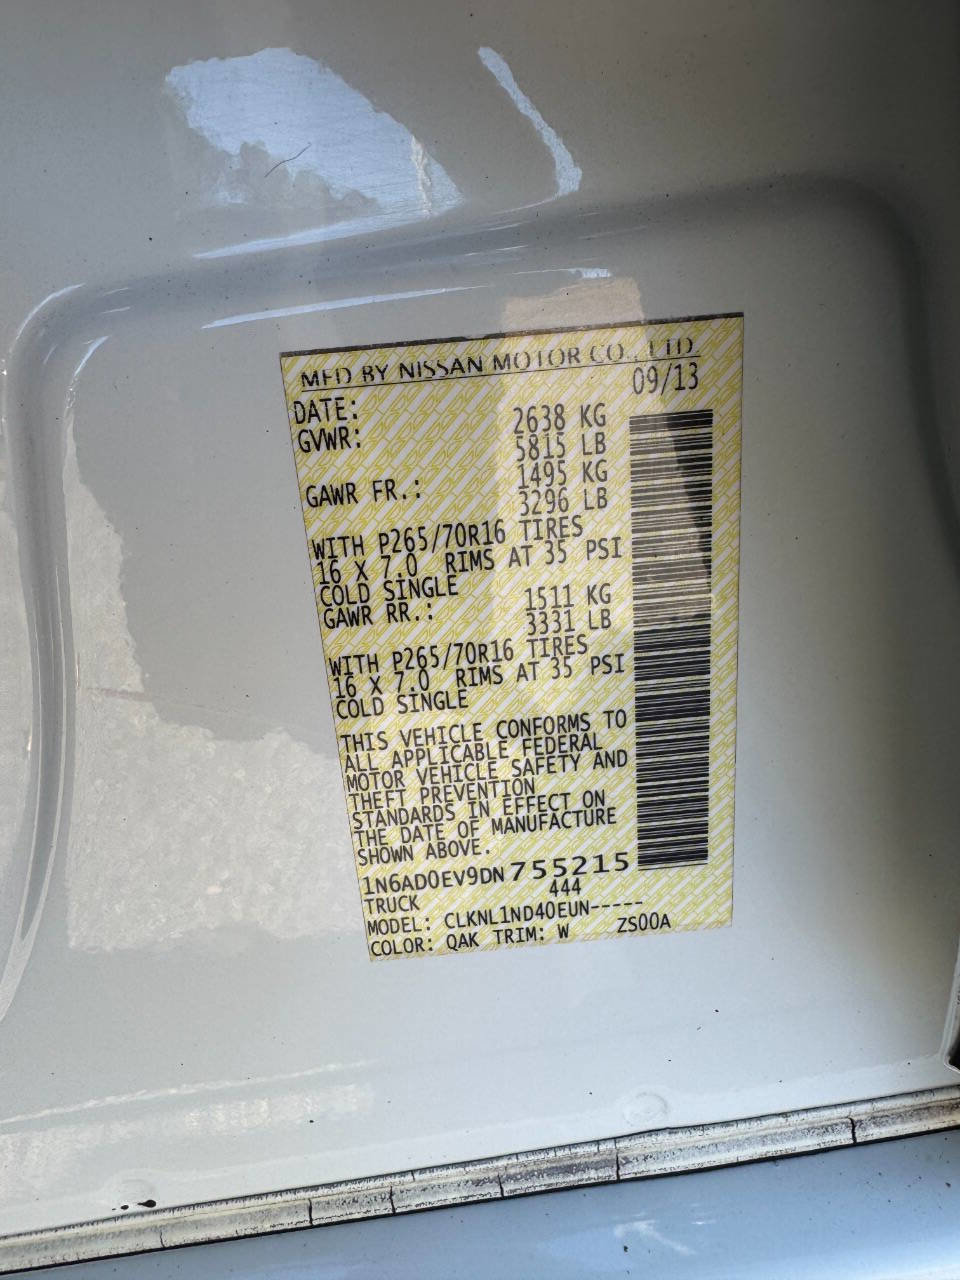 MFD BY NISSAN MOTOR CO., LTD
DATE: 09/13
GVWR: 2638 KG
5815 LB
GAWR FR.: 1495 KG
3296 LB
WITH P265/70R16 TIRES
16 X 7.0 RIMS AT 35 PSI
COLD SINGLE
GAWR RR.: 1511 KG
3331 LB
WITH P265/70R16 TIRES
16 X 7.0 RIMS AT 35 PSI
COLD SINGLE
THIS VEHICLE CONFORMS TO
ALL APPLICABLE FEDERAL
MOTOR VEHICLE SAFETY AND
THEFT PREVENTION
STANDARDS IN EFFECT ON
THE DATE OF MANUFACTURE
SHOWN ABOVE.
1N6AD0EV9DN755215
TRUCK 444
MODEL: CLKNL1ND40EUN-----
COLOR: QAK TRIM: W ZS00A